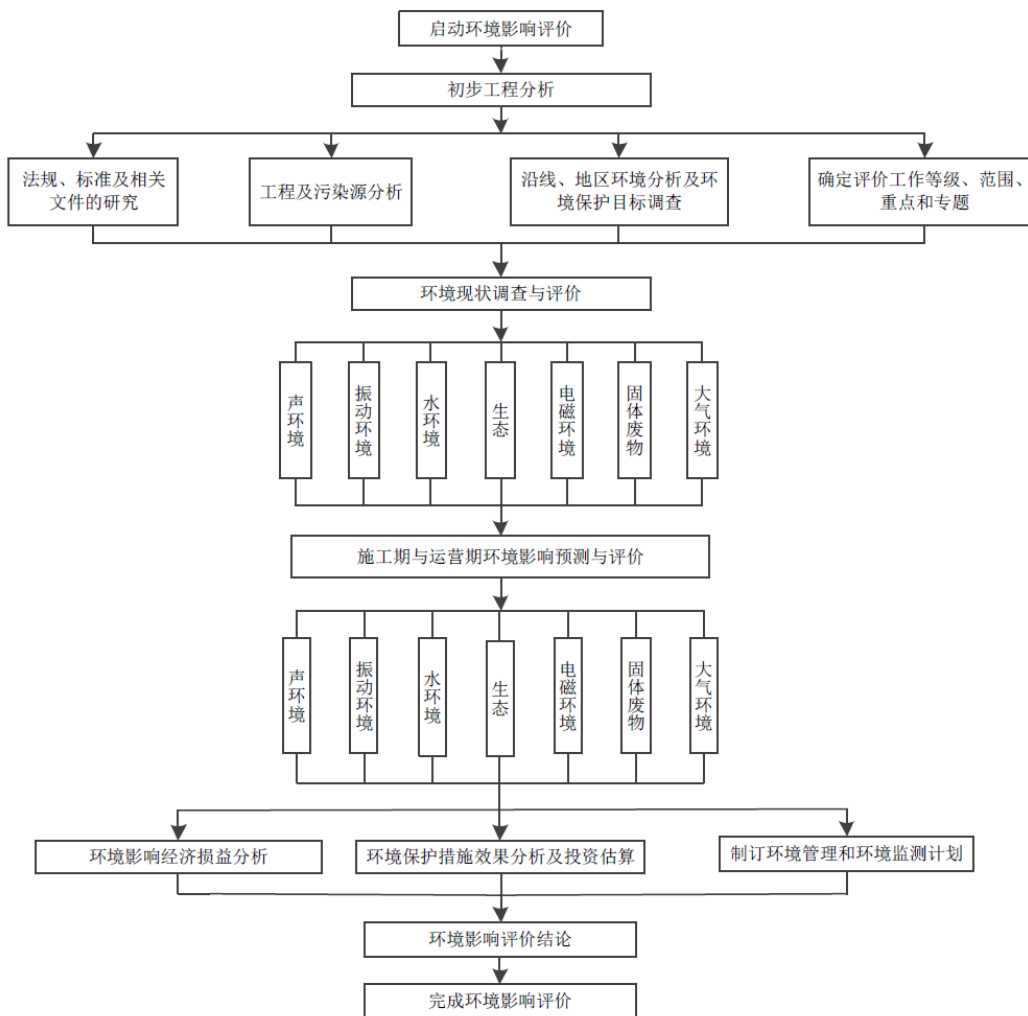 启动环境影响评价
初步工程分析
法规、标准及相关
文件的研究
工程及污染源分析
沿线、地区环境分析及环
境保护目标调查
确定评价工作等级、范围、
重点和专题
环境现状调查与评价
声环境
振动环境
水环境
生态
电磁环境
固体废物
大气环境
施工期与运营期环境影响预测与评价
声环境
振动环境
水环境
生态
电磁环境
固体废物
大气环境
环境影响经济损益分析
环境保护措施效果分析及投资估算
制订环境管理和环境监测计划
环境影响评价结论
完成环境影响评价